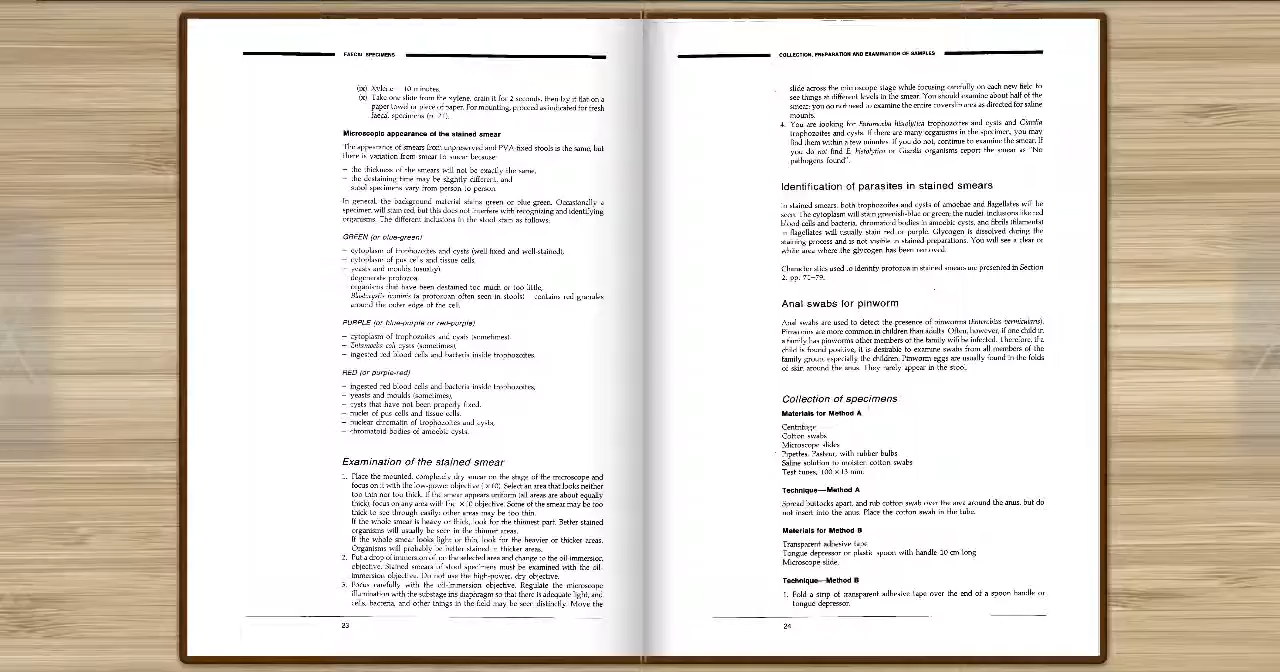 FAECAL SPECIMENS
(ix) Xylene 10 minutes.
(x) Take one slide from the xylene, drain it for 2 seconds, then lay it flat on a
paper towel or piece of paper. For mounting, proceed as indicated for fresh
faecal specimens (p. 21).
Microscopic appearance of the stained smear
The appearance of smears from unpreserved and PVA-fixed stools is the same, but
there is variation from smear to smear because:
– the thickness of the smears will not be exactly the same,
– the destaining time may be slightly different, and
stool specimens vary from person to person.
In general, the background material stains green or blue-green. Occasionally a
specimen will stain red, but this does not interfere with recognizing and identifying
organisms. The different inclusions in the stool stain as follows.
GREEN (or blue-green)
– cytoplasm of trophozoites and cysts (well fixed and well-stained),
– cytoplasm of pus cells and tissue cells,
– yeasts and moulds (usually)
degenerate protozoa
organisms that have been destained too much or too little,
Blastocystis hominis (a protozoan often seen in stools) contains red granules
around the outer edge of the cell.
PURPLE (or blue-purple or red-purple)
– cytoplasm of trophozoites and cysts (sometimes)
– Entamoeba coli cysts (sometimes),
– ingested red blood cells and bacteria inside trophozoites.
RED (or purple-red)
– ingested red blood cells and bacteria inside trophozoites,
– yeasts and moulds (sometimes),
– cysts that have not been properly fixed,
– nuclei of pus cells and tissue cells,
– nuclear chromatin of trophozoites and cysts,
– chromatoid bodies of amoebic cysts.
Examination of the stained smear
1. Place the mounted, completely dry smear on the stage of the microscope and
focus on it with the low-power objective (×10). Select an area that looks neither
too thin nor too thick. If the smear appears uniform (all areas are about equally
thick), focus on any area with the ×10 objective. Some of the smear may be too
thick to see through easily; other areas may be too thin.
If the whole smear is heavy or thick, look for the thinnest part. Better stained
organisms will usually be seen in the thinner areas.
If the whole smear looks light or thin, look for the heavier or thicker areas.
Organisms will probably be better stained in thicker areas.
2. Put a drop of immersion oil on the selected area and change to the oil-immersion
objective. Stained smears of stool specimens must be examined with the oil-
immersion objective. Do not use the high-power, dry objective.
3. Focus carefully with the oil-immersion objective. Regulate the microscope
illumination with the substage iris diaphragm so that there is adequate light, and
cells, bacteria, and other things in the field may be seen distinctly. Move the
23
COLLECTION, PREPARATION AND EXAMINATION OF SAMPLES
slide across the microscope stage while focusing carefully on each new field to
see things at different levels in the smear. You should examine about half of the
smear; you do not need to examine the entire coverslip area as directed for saline
mounts.
4. You are looking for Entamoeba histolytica trophozoites and cysts and Giardia
trophozoites and cysts. If there are many organisms in the specimen, you may
find them within a few minutes. If you do not, continue to examine the smear. If
you do not find E. histolytica or Giardia organisms report the smear as "No
pathogens found".
Identification of parasites in stained smears
In stained smears, both trophozoites and cysts of amoebae and flagellates will be
seen. The cytoplasm will stain greenish-blue or green; the nuclei, inclusions like red
blood cells and bacteria, chromatoid bodies in amoebic cysts, and fibrils (filaments)
in flagellates will usually stain red or purple. Glycogen is dissolved during the
staining process and is not visible in stained preparations. You will see a clear or
white area where the glycogen has been removed.
Characteristics used to identify protozoa in stained smears are presented in Section
2, pp. 71–79.
Anal swabs for pinworm
Anal swabs are used to detect the presence of pinworms (Enterobius vermicularis).
Pinworms are more common in children than adults. Often, however, if one child in
a family has pinworms other members of the family will be infected. Therefore, if a
child is found positive, it is desirable to examine swabs from all members of the
family group, especially the children. Pinworm eggs are usually found in the folds
of skin around the anus. They rarely appear in the stool.
Collection of specimens
Materials for Method A
Centrifuge
Cotton swabs
Microscope slides
Pipettes, Pasteur, with rubber bulbs
Saline solution to moisten cotton swabs
Test tubes, 100 × 13 mm.
Technique—Method A
Spread buttocks apart, and rub cotton swab over the area around the anus, but do
not insert into the anus. Place the cotton swab in the tube.
Materials for Method B
Transparent adhesive tape
Tongue depressor or plastic spoon with handle 10 cm long
Microscope slide.
Technique—Method B
1. Fold a strip of transparent adhesive tape over the end of a spoon handle or
tongue depressor.
24